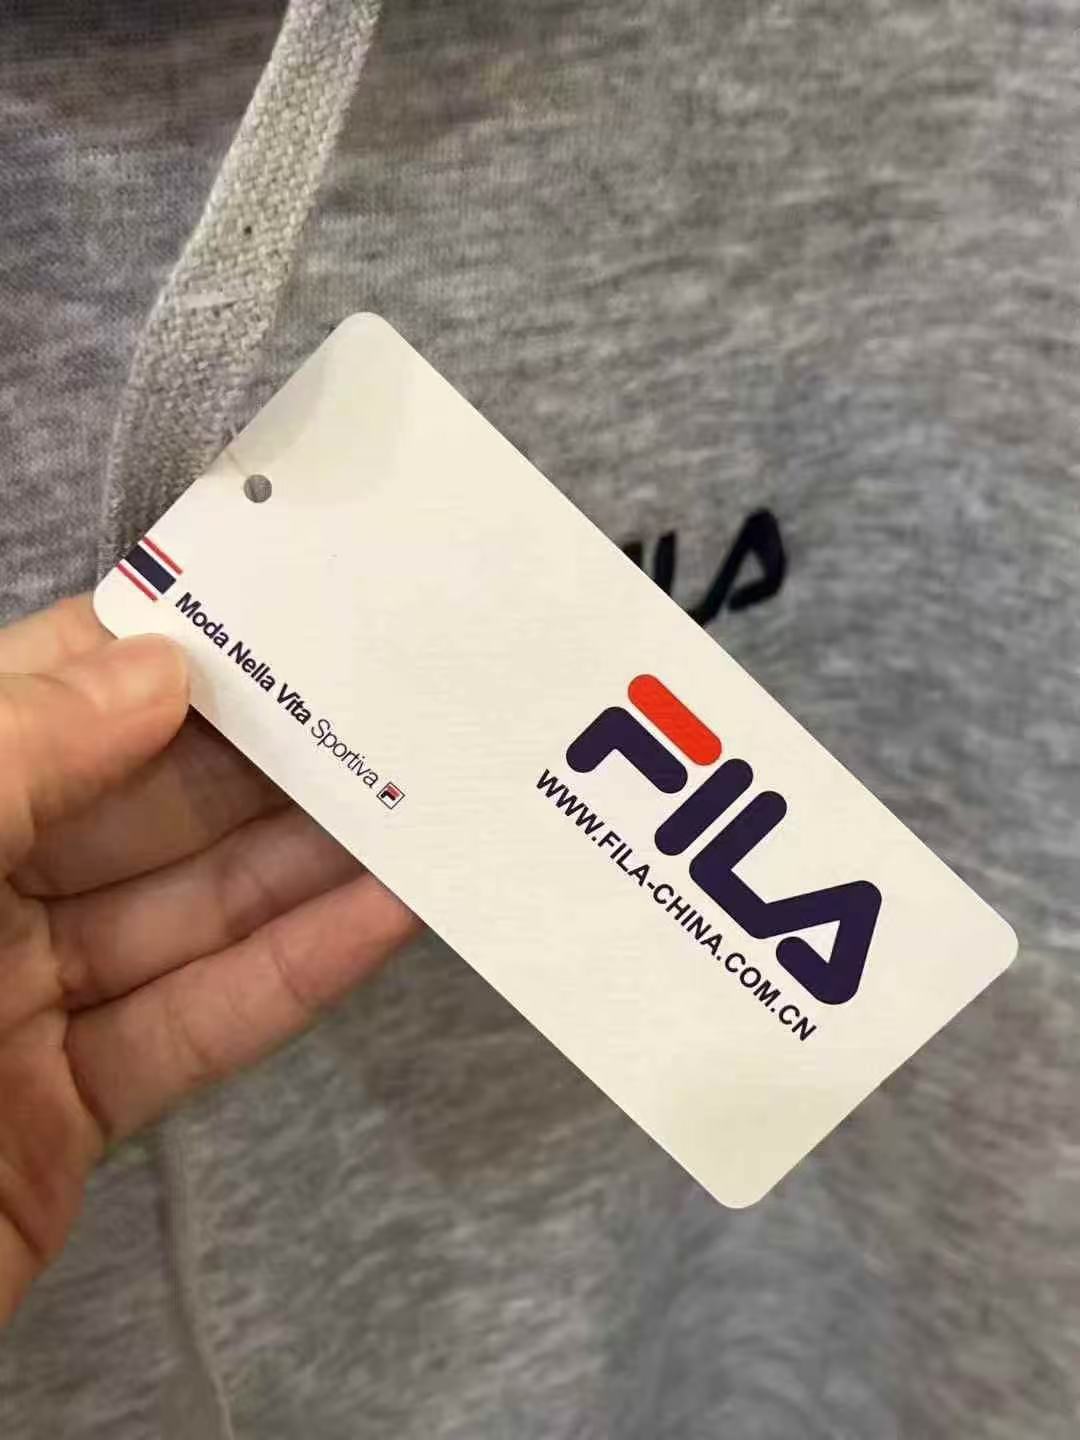 FILA
WWW.FILA-CHINA.COM.CN
Moda Nella Vita Sportiva